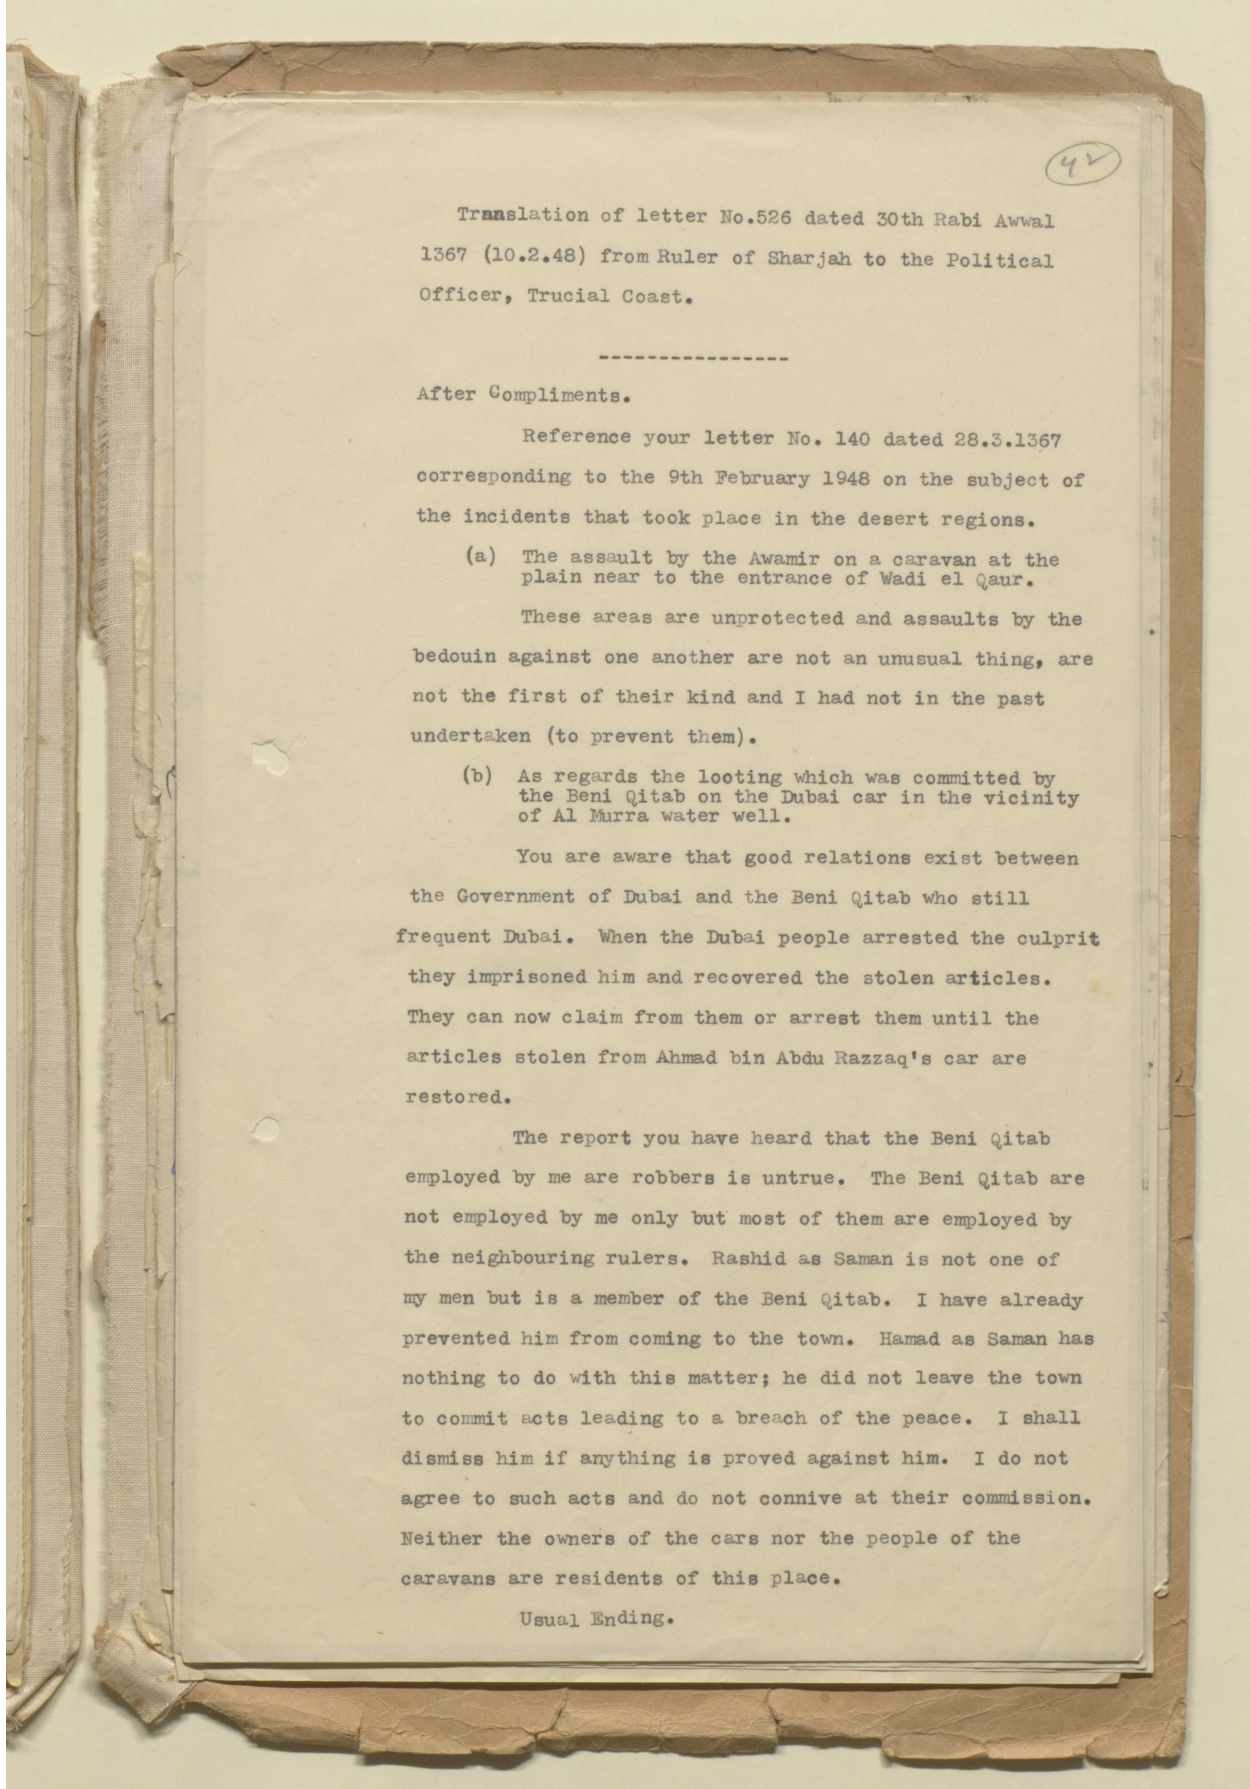 42
Translation of letter No.526 dated 30th Rabi Awwal
1367 (10.2.48) from Ruler of Sharjah to the Political
Officer, Trucial Coast.
----------------
After Compliments.
Reference your letter No. 140 dated 28.3.1367
corresponding to the 9th February 1948 on the subject of
the incidents that took place in the desert regions.
(a) The assault by the Awamir on a caravan at the
plain near to the entrance of Wadi el Qaur.
These areas are unprotected and assaults by the
bedouin against one another are not an unusual thing, are
not the first of their kind and I had not in the past
undertaken (to prevent them).
(b) As regards the looting which was committed by
the Beni Qitab on the Dubai car in the vicinity
of Al Murra water well.
You are aware that good relations exist between
the Government of Dubai and the Beni Qitab who still
frequent Dubai. When the Dubai people arrested the culprit
they imprisoned him and recovered the stolen articles.
They can now claim from them or arrest them until the
articles stolen from Ahmad bin Abdu Razzaq's car are
restored.
The report you have heard that the Beni Qitab
employed by me are robbers is untrue. The Beni Qitab are
not employed by me only but most of them are employed by
the neighbouring rulers. Rashid as Saman is not one of
my men but is a member of the Beni Qitab. I have already
prevented him from coming to the town. Hamad as Saman has
nothing to do with this matter; he did not leave the town
to commit acts leading to a breach of the peace. I shall
dismiss him if anything is proved against him. I do not
agree to such acts and do not connive at their commission.
Neither the owners of the cars nor the people of the
caravans are residents of this place.
Usual Ending.